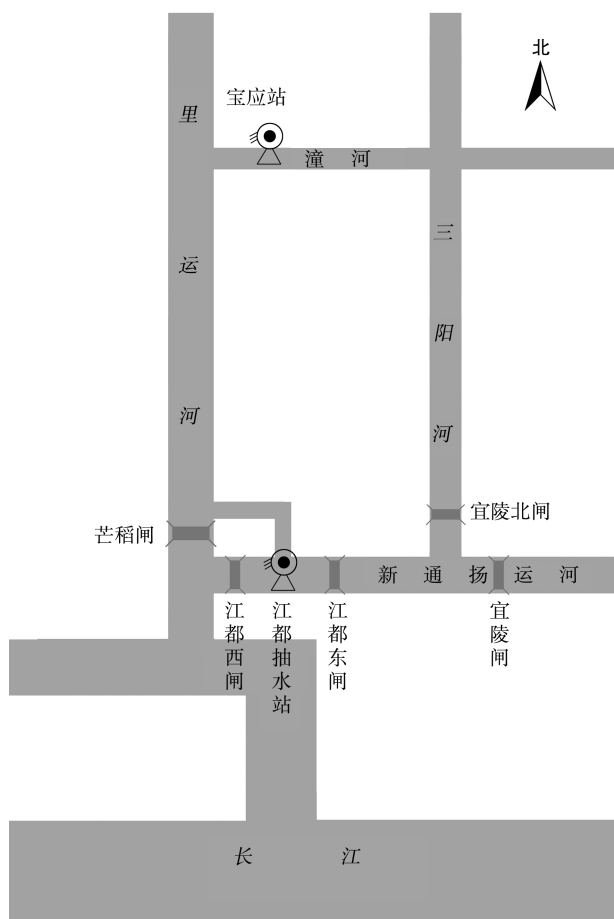 北
宝应站
潼河
里运河
三阳河
宜陵北闸
芒稻闸
新通扬运河
江都西闸
江都抽水站
江都东闸
宜陵闸
长江